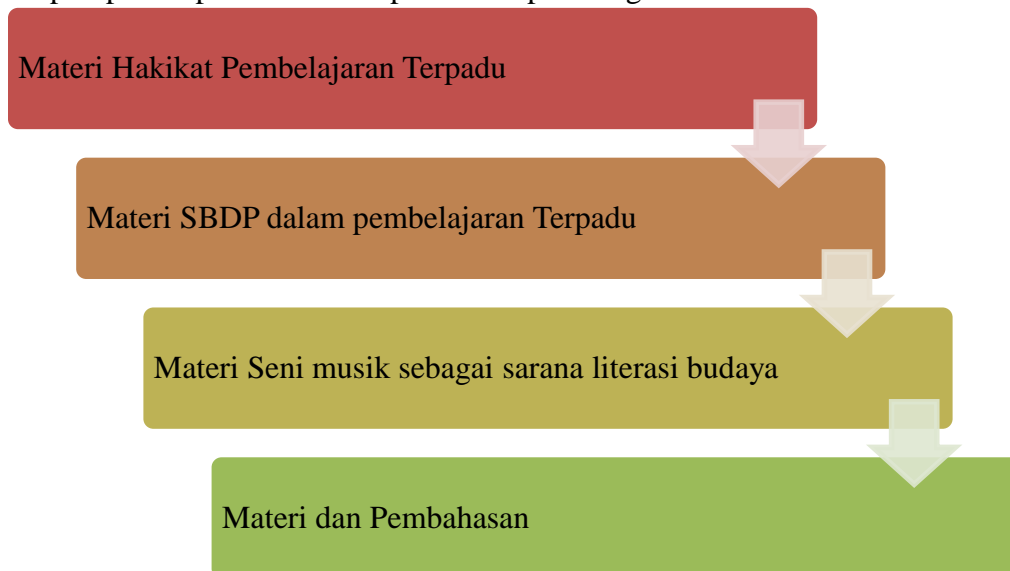 Materi Hakikat Pembelajaran Terpadu
Materi SBDP dalam pembelajaran Terpadu
Materi Seni musik sebagai sarana literasi budaya
Materi dan Pembahasan